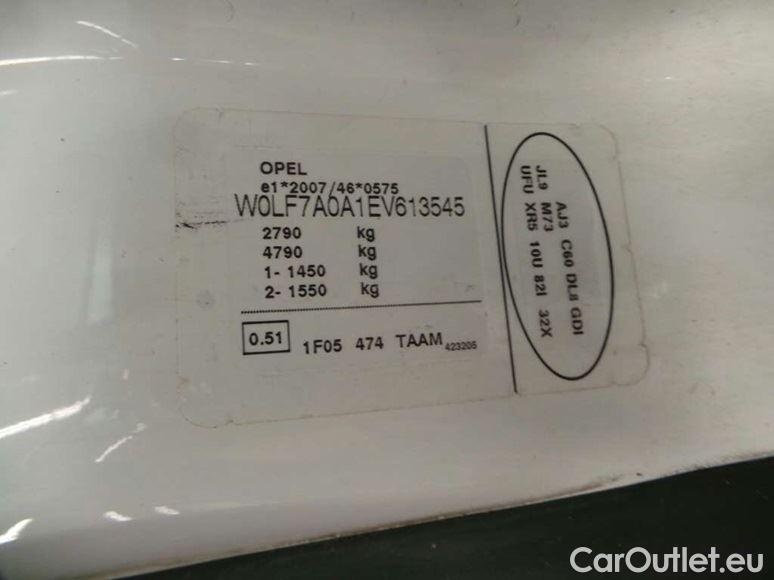 OPEL
e1*2007/46*0575
W0LF7A0A1EV613545
2790 kg
4790 kg
1- 1450 kg
2- 1550 kg
0.51 1F05 474 TAAM 423205
AJ3 C60 DL8 GDI
JL9 M73
UFU XR5 10U 82I 32X
CarOutlet.eu